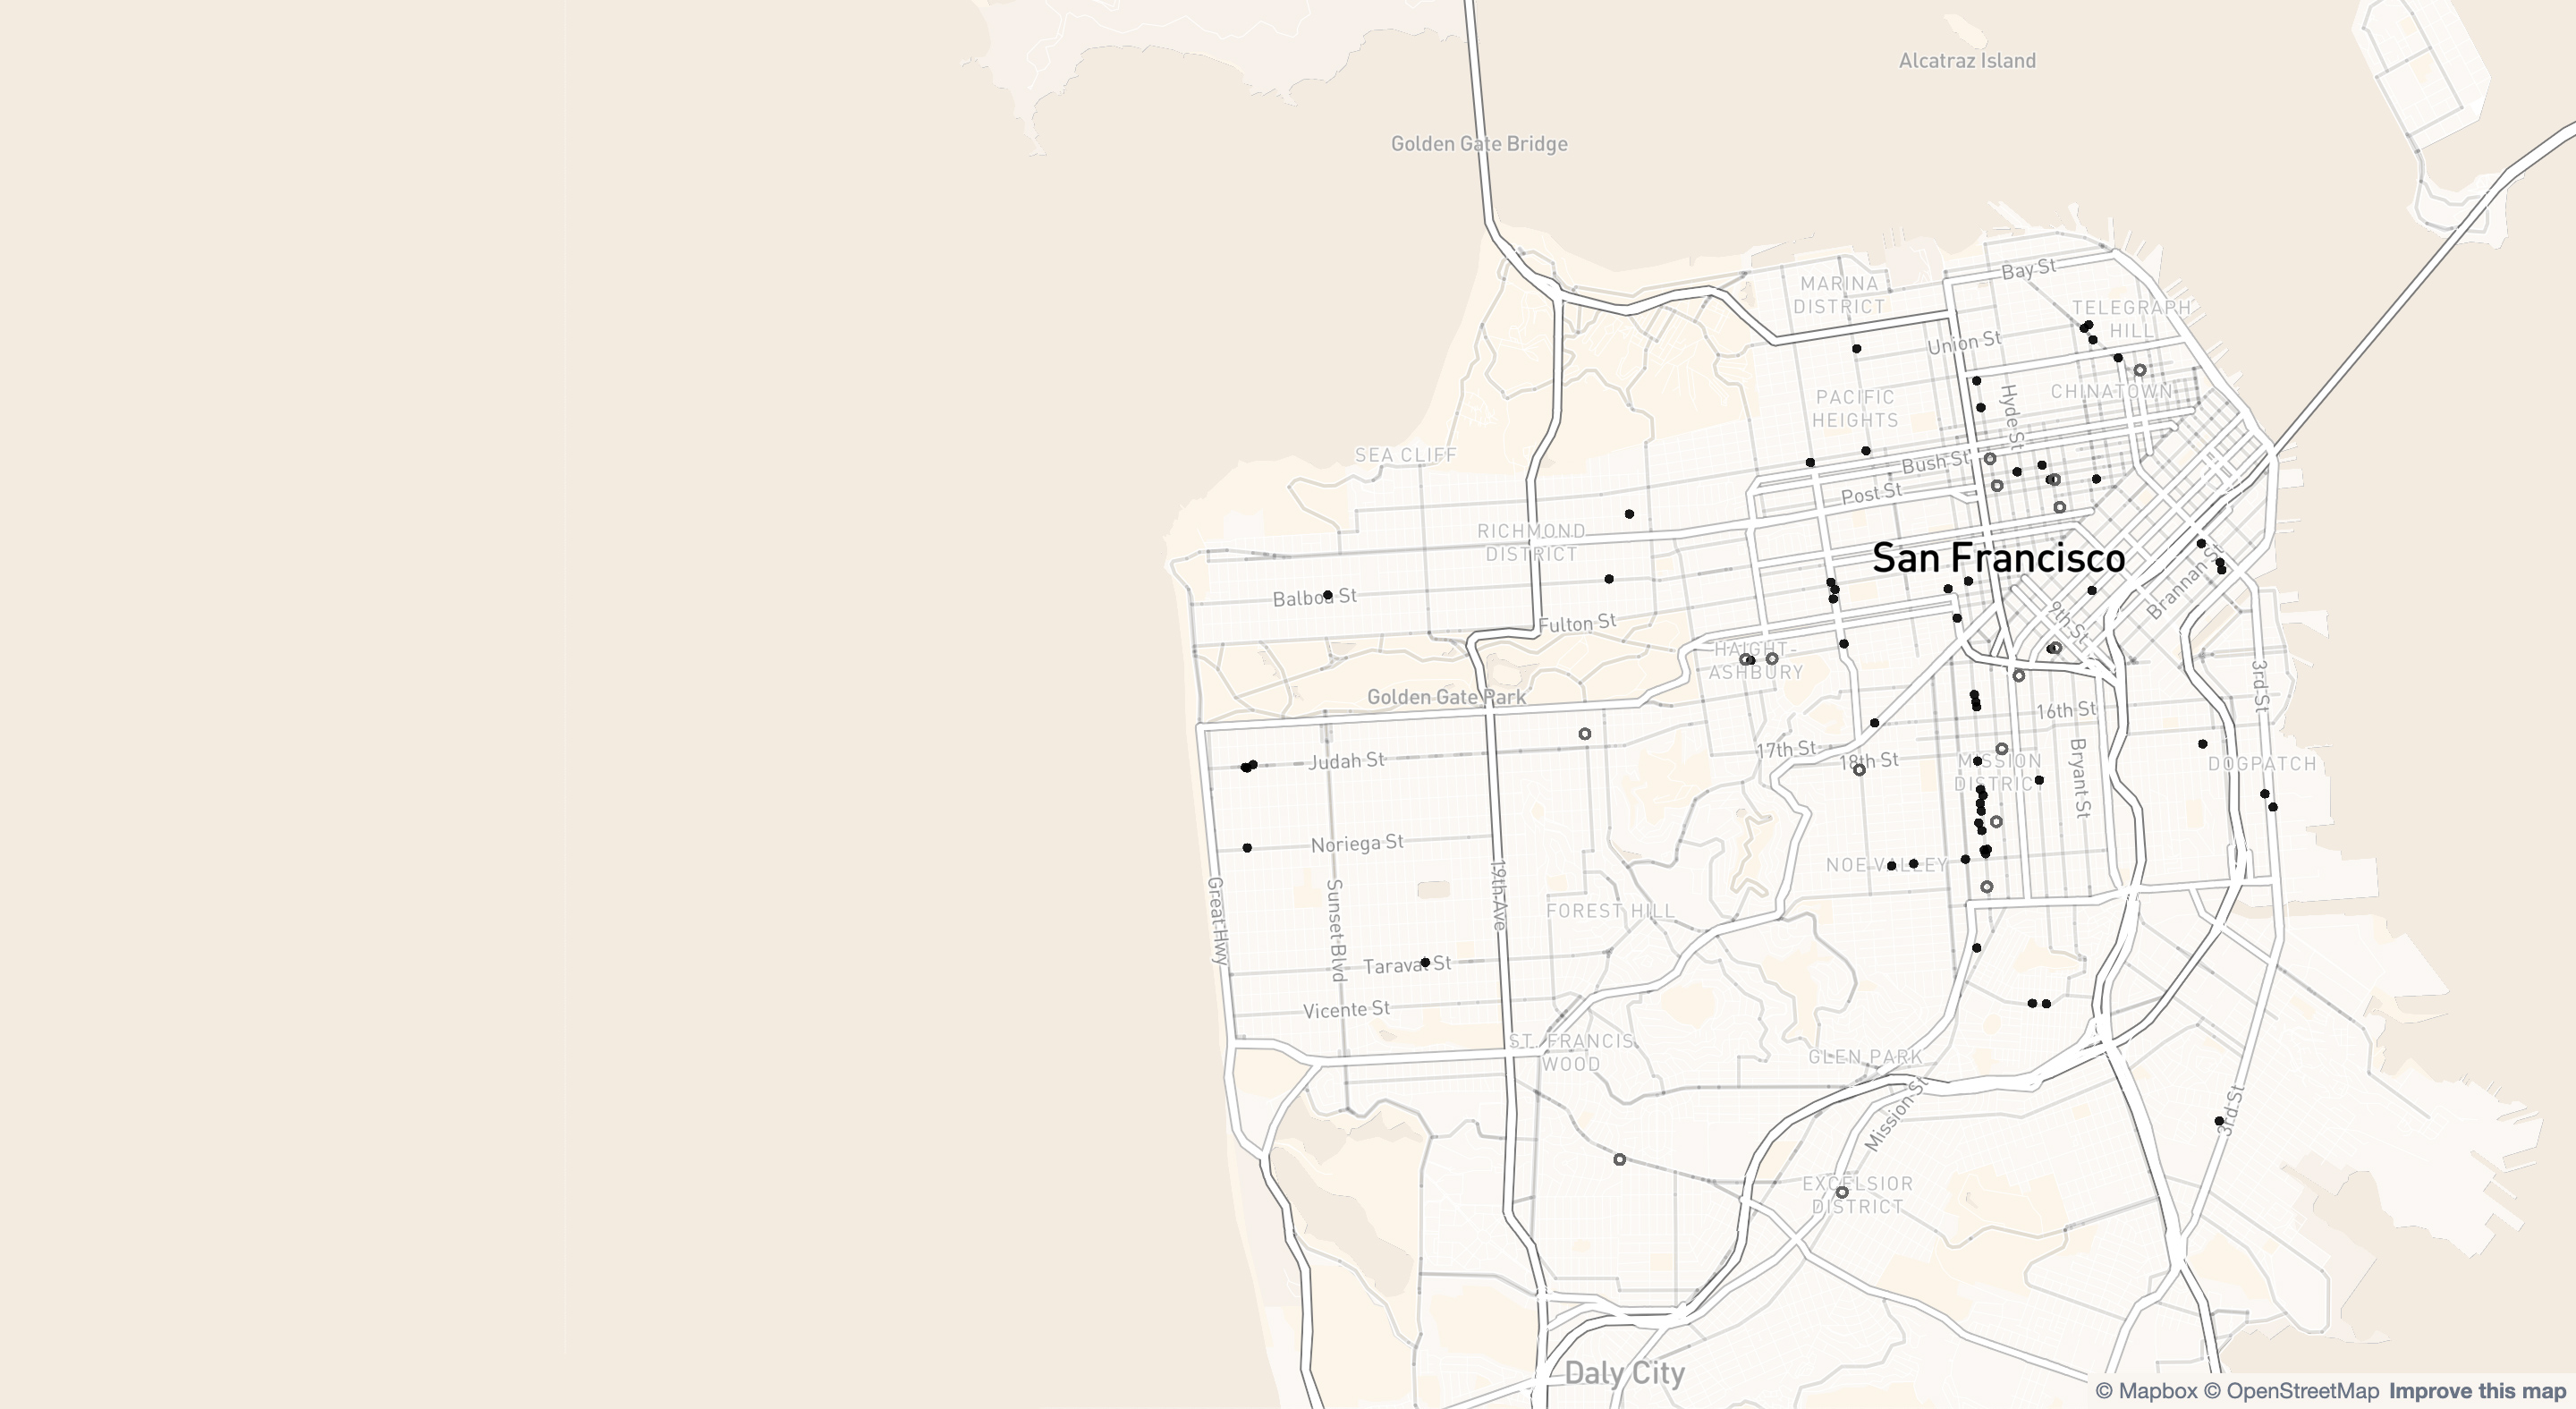 Alcatraz Island
Golden Gate Bridge
Bay St
MARINA
DISTRICT
TELEGRAPH
HILL
Union St
CHINATOWN
PACIFIC
HEIGHTS
Hyde St
SEA CLIFF
Bush St
Post St
RICHMOND
DISTRICT
San Francisco
Balboa St
Brannan St
Fulton St
9th St
HAIGHT-
ASHBURY
3rd St
Golden Gate Park
16th St
17th St
18th St
Judah St
MISSION
DISTRICT
Bryant St
DOGPATCH
Noriega St
NOE VALLEY
19th Ave
Great Hwy
Sunset Blvd
FOREST HILL
Taraval St
Vicente St
ST. FRANCIS
WOOD
GLEN PARK
Mission St
3rd St
EXCELSIOR
DISTRICT
Daly City
© Mapbox © OpenStreetMap Improve this map